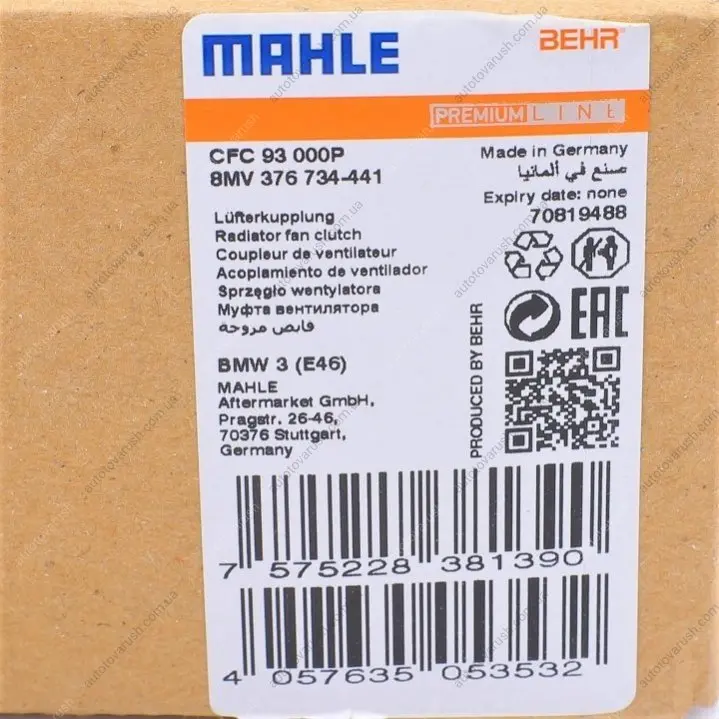 MAHLE
BEHR
PREMIUM LINE
CFC 93 000P
8MV 376 734-441
Made in Germany
صنع في ألمانيا
Expiry date: none
70819488
Lüfterkupplung
Radiator fan clutch
Coupleur de ventilateur
Acoplamiento de ventilador
Sprzęgło wentylatora
Муфта вентилятора
قابض مروحة
BMW 3 (E46)
MAHLE
Aftermarket GmbH,
Pragstr. 26-46,
70376 Stuttgart,
Germany
PRODUCED BY BEHR
EAC
7 575228 381390
4 057635 053532
autotovarush.com.ua